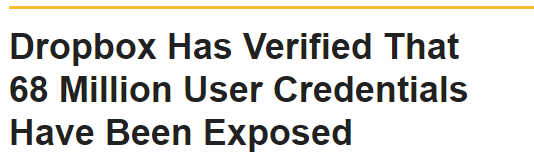 Dropbox Has Verified That
68 Million User Credentials
Have Been Exposed